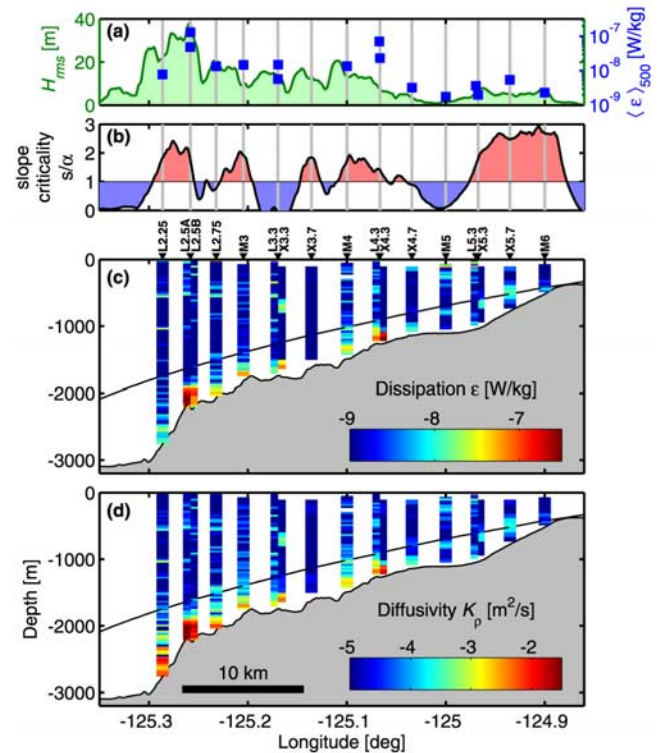 (a)
H_rms [m]
40
20
0
10⁻⁷
10⁻⁸
10⁻⁹
⟨ε⟩₅₀₀ [W/kg]
(b)
slope
criticality
s/α
3
2
1
0
L2.25
L2.5A
L2.5B
L2.75
M3
L3.3
X3.3
X3.7
M4
L4.3
X4.3
X4.7
M5
L5.3
X5.3
X5.7
M6
(c)
0
-1000
-2000
-3000
Dissipation ε [W/kg]
-9 -8 -7
(d)
Depth [m]
0
-1000
-2000
-3000
Diffusivity Kρ [m²/s]
-5 -4 -3 -2
10 km
-125.3 -125.2 -125.1 -125 -124.9
Longitude [deg]